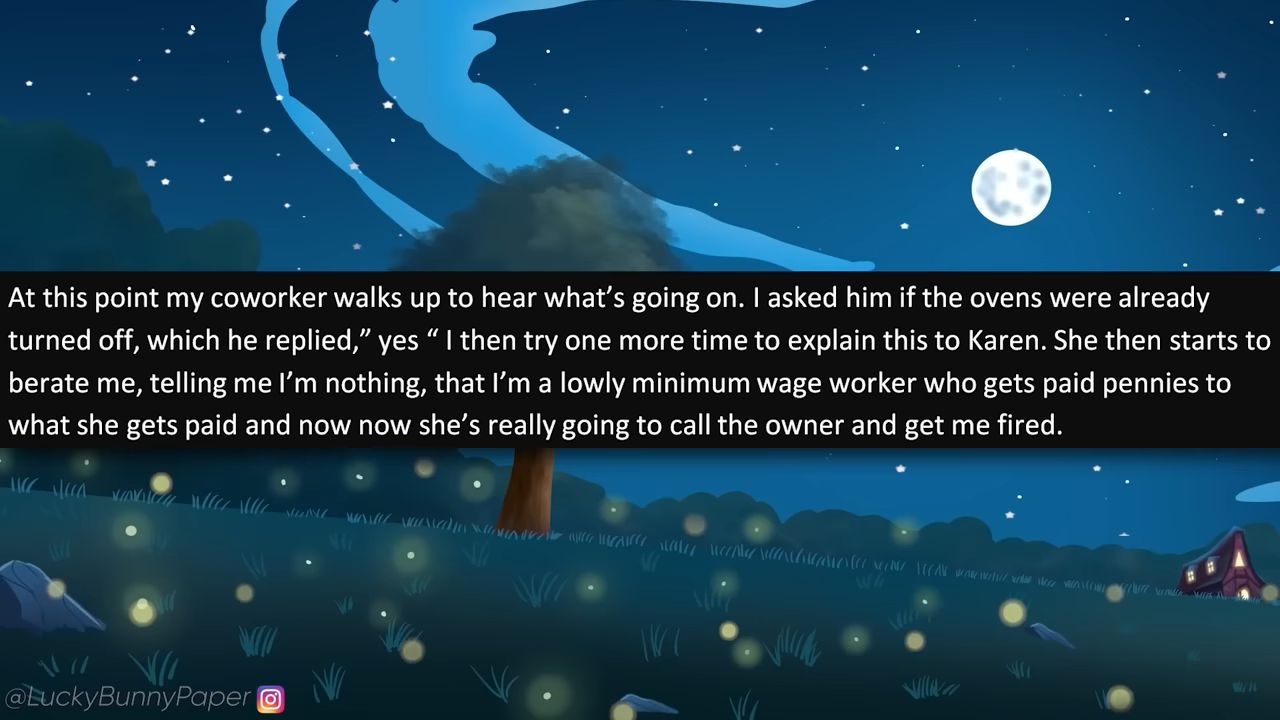 At this point my coworker walks up to hear what’s going on. I asked him if the ovens were already
turned off, which he replied,” yes “ I then try one more time to explain this to Karen. She then starts to
berate me, telling me I’m nothing, that I’m a lowly minimum wage worker who gets paid pennies to
what she gets paid and now now she’s really going to call the owner and get me fired.
@LuckyBunnyPaper